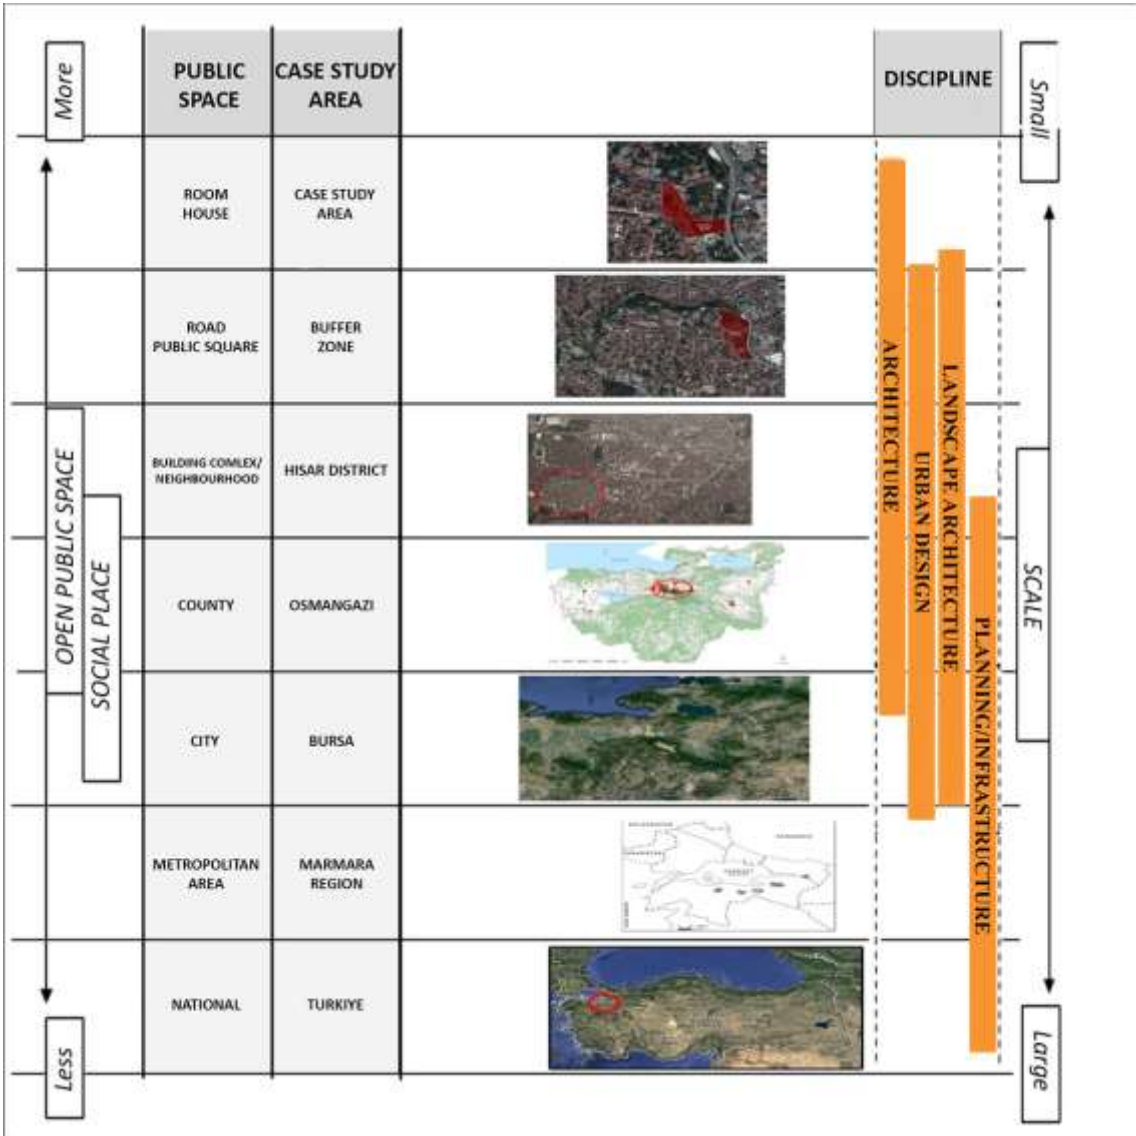 More
PUBLIC
SPACE
CASE STUDY
AREA
DISCIPLINE
Small
ROOM
HOUSE
CASE STUDY
AREA
ROAD
PUBLIC SQUARE
BUFFER
ZONE
BUILDING COMLEX/
NEIGHBOURHOOD
HISAR DISTRICT
COUNTY
OSMANGAZI
CITY
BURSA
METROPOLITAN
AREA
MARMARA
REGION
NATIONAL
TURKIYE
OPEN PUBLIC SPACE
SOCIAL PLACE
ARCHITECTURE
URBAN DESIGN
LANDSCAPE ARCHITECTURE
PLANNING/INFRASTRUCTURE
SCALE
Less
Large